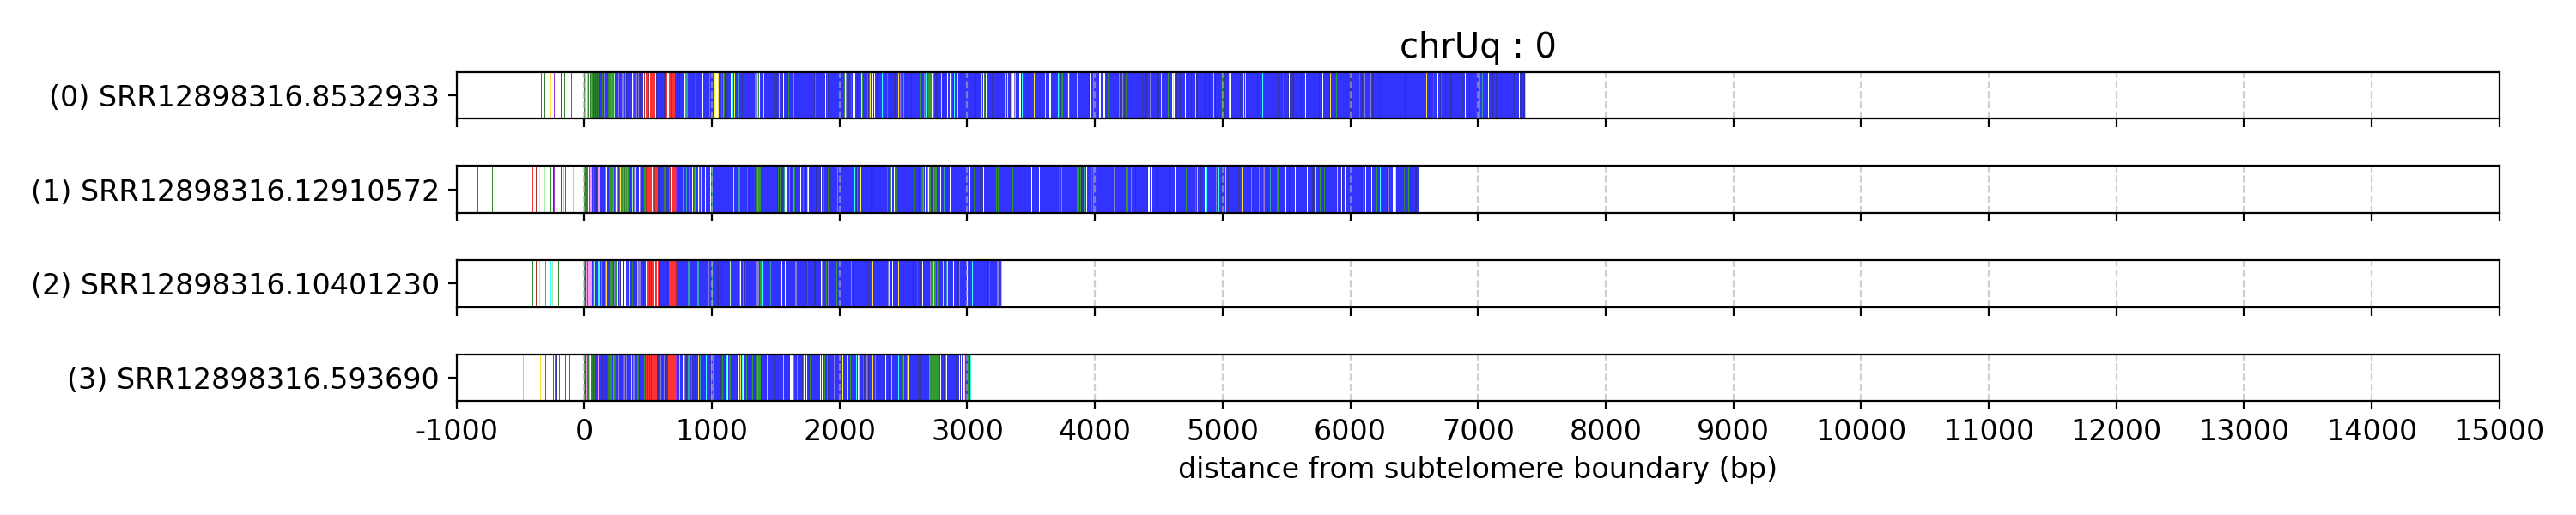 chrUq : 0
(0) SRR12898316.8532933
(1) SRR12898316.12910572
(2) SRR12898316.10401230
(3) SRR12898316.593690
-1000 0 1000 2000 3000 4000 5000 6000 7000 8000 9000 10000 11000 12000 13000 14000 15000
distance from subtelomere boundary (bp)